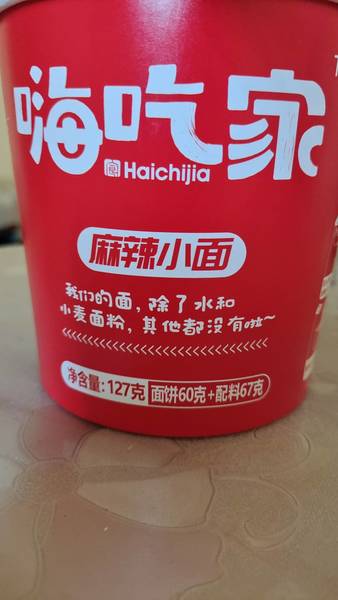 嗨吃家
Haichijia
麻辣小面
我们的面，除了水和
小麦面粉，其他都没有啦~
净含量：127克 面饼60克+配料67克